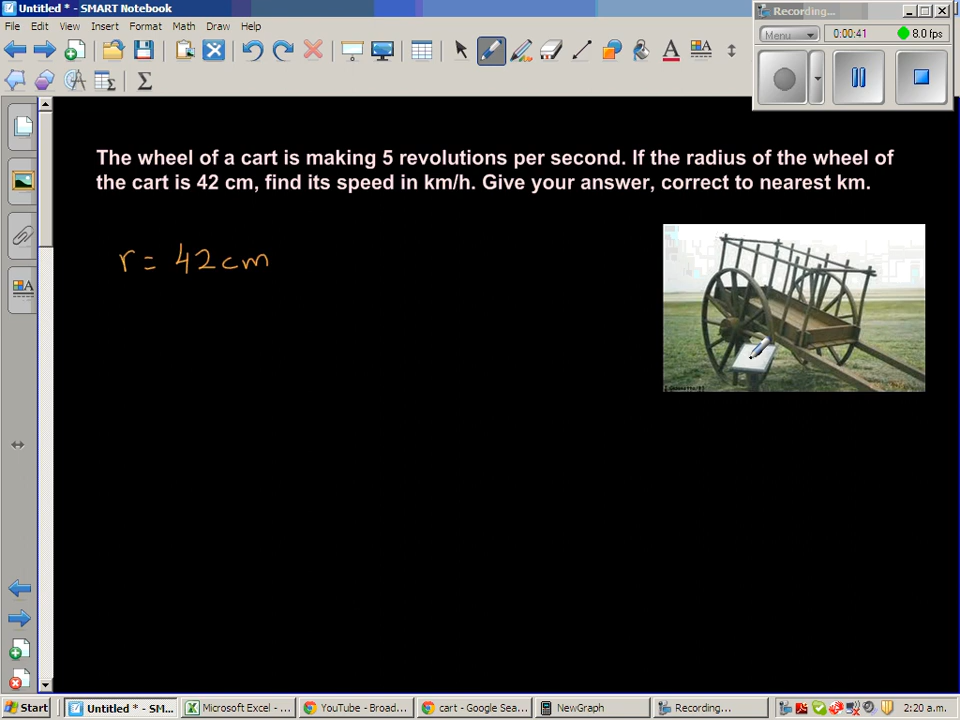 Untitled * - SMART Notebook
Recording...
File Edit View Insert Format Math Draw Help
Menu
0:00:41
8.0 fps
The wheel of a cart is making 5 revolutions per second. If the radius of the wheel of
the cart is 42 cm, find its speed in km/h. Give your answer, correct to nearest km.
r = 42cm
Start
Untitled * - SM...
Microsoft Excel - ...
YouTube - Broad...
cart - Google Sea...
NewGraph
Recording...
2:20 a.m.